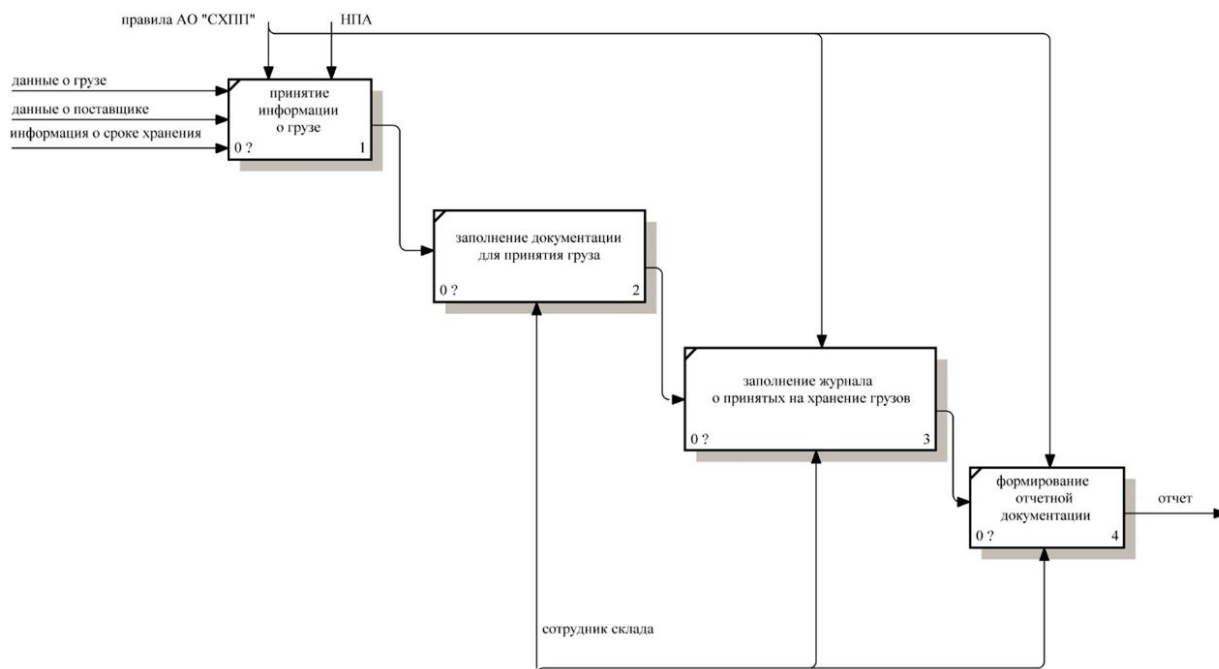 правила АО "СХПП"
НПА
данные о грузе
данные о поставщике
информация о сроке хранения
принятие
информации
о грузе
0 ?
1
заполнение документации
для принятия груза
0 ?
2
заполнение журнала
о принятых на хранение грузов
0 ?
3
формирование
отчетной
документации
0 ?
4
отчет
сотрудник склада